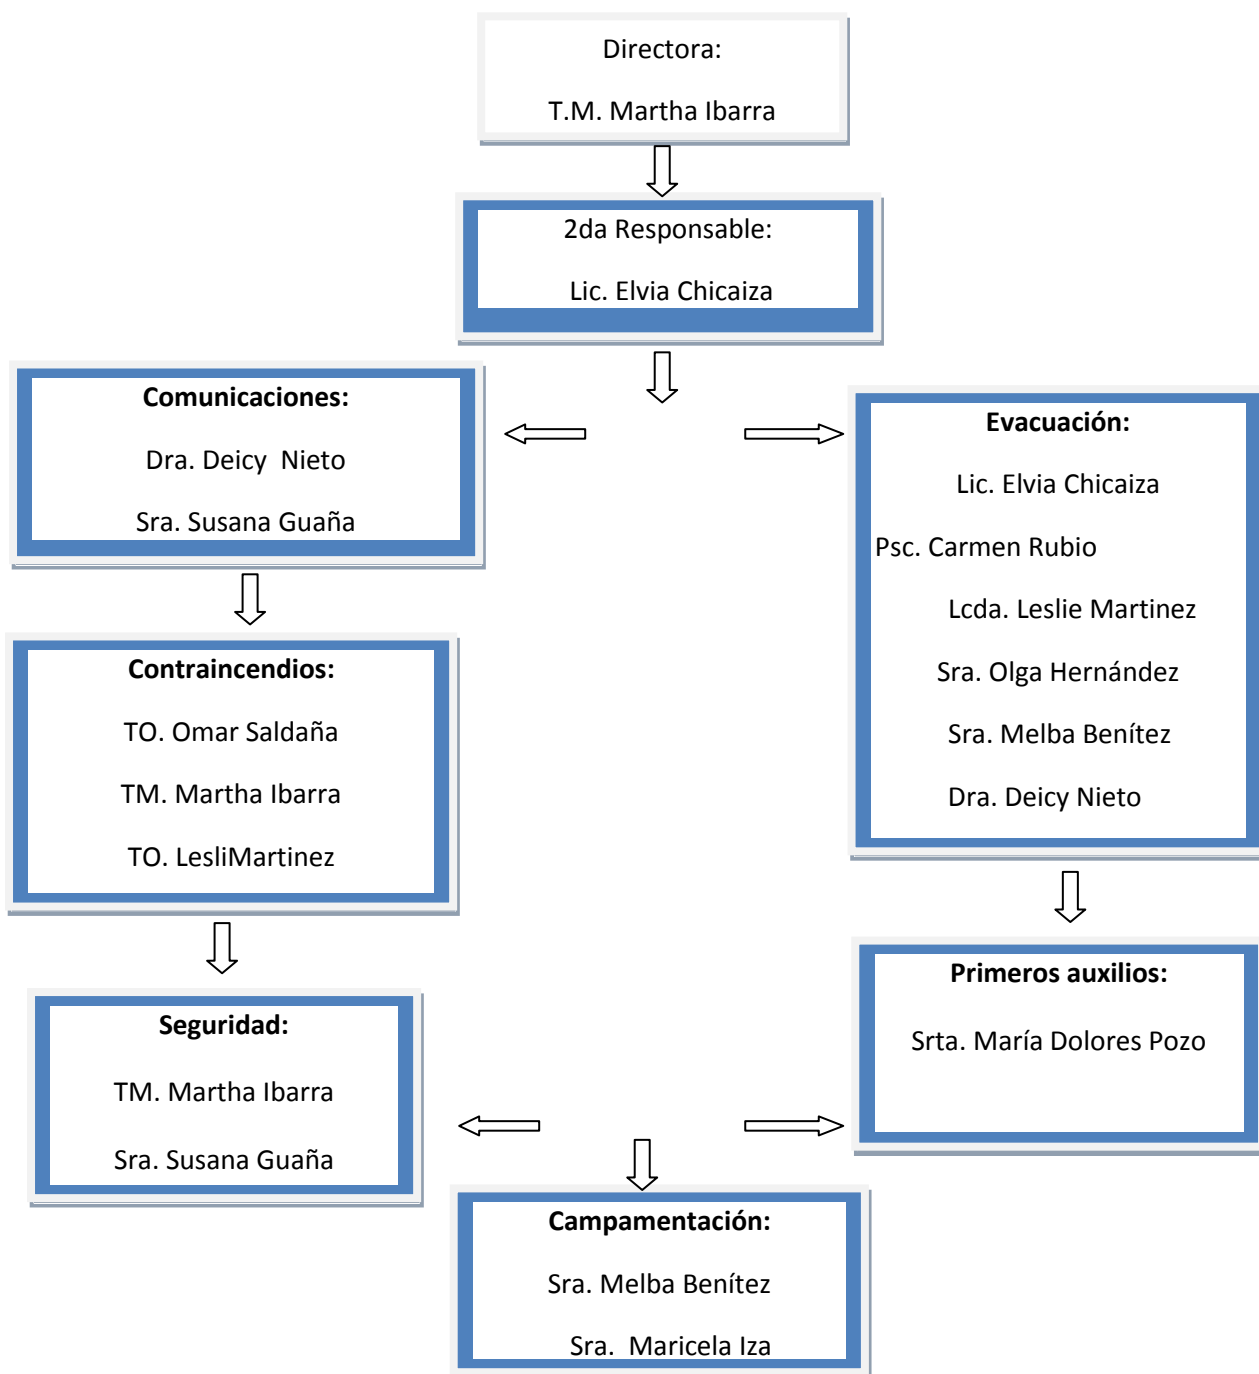 Directora:
T.M. Martha Ibarra
2da Responsable:
Lic. Elvia Chicaiza
Comunicaciones:
Dra. Deicy  Nieto
Sra. Susana Guaña
Evacuación:
Lic. Elvia Chicaiza
Psc. Carmen Rubio
Lcda. Leslie Martinez
Sra. Olga Hernández
Sra. Melba Benítez
Dra. Deicy Nieto
Contraincendios:
TO. Omar Saldaña
TM. Martha Ibarra
TO. LesliMartinez
Primeros auxilios:
Srta. María Dolores Pozo
Seguridad:
TM. Martha Ibarra
Sra. Susana Guaña
Campamentación:
Sra. Melba Benítez
Sra.  Maricela Iza